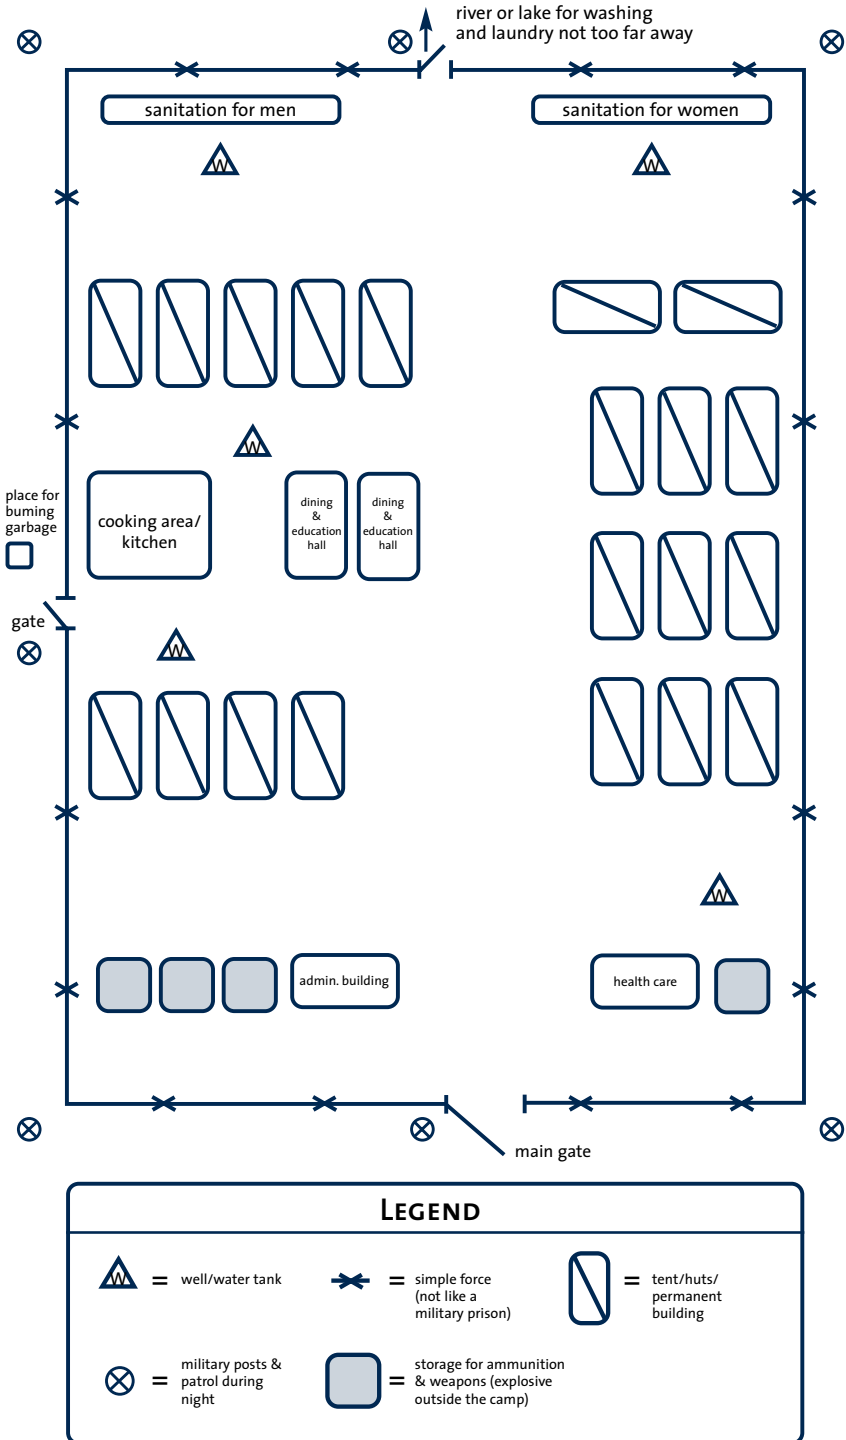 river or lake for washing
and laundry not too far away
sanitation for men
sanitation for women
W
W
W
place for
burning
garbage
cooking area/
kitchen
dining
&
education
hall
dining
&
education
hall
gate
W
W
admin. building
health care
main gate
LEGEND
W = well/water tank
= simple force
(not like a
military prison)
= tent/huts/
permanent
building
= military posts &
patrol during
night
= storage for ammunition
& weapons (explosive
outside the camp)